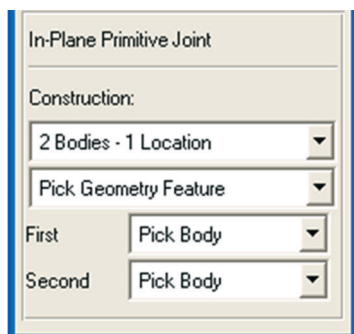 In-Plane Primitive Joint
Construction:
2 Bodies - 1 Location
Pick Geometry Feature
First Pick Body
Second Pick Body